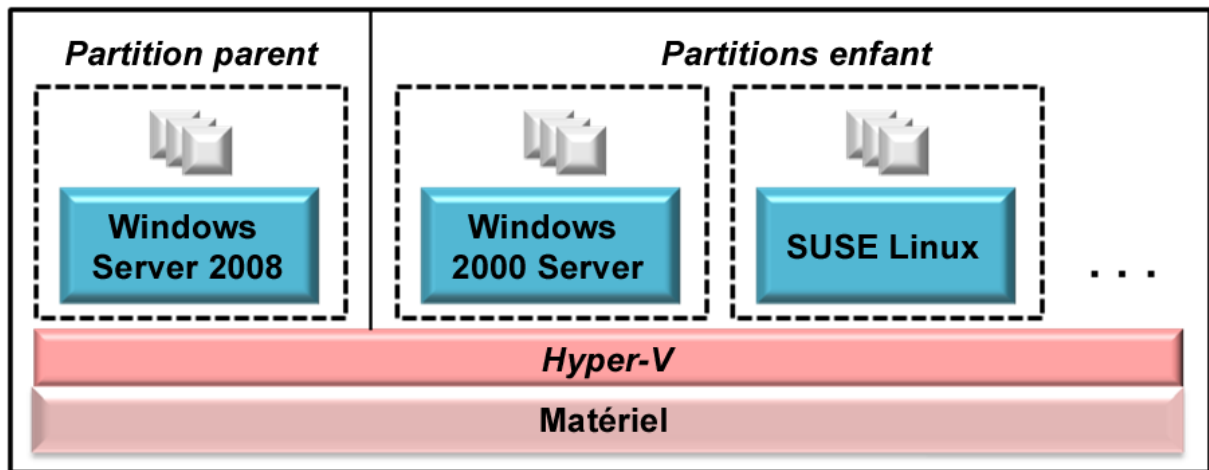 Partition parent
Partitions enfant
Windows
Server 2008
Windows
2000 Server
SUSE Linux
. . .
Hyper-V
Matériel